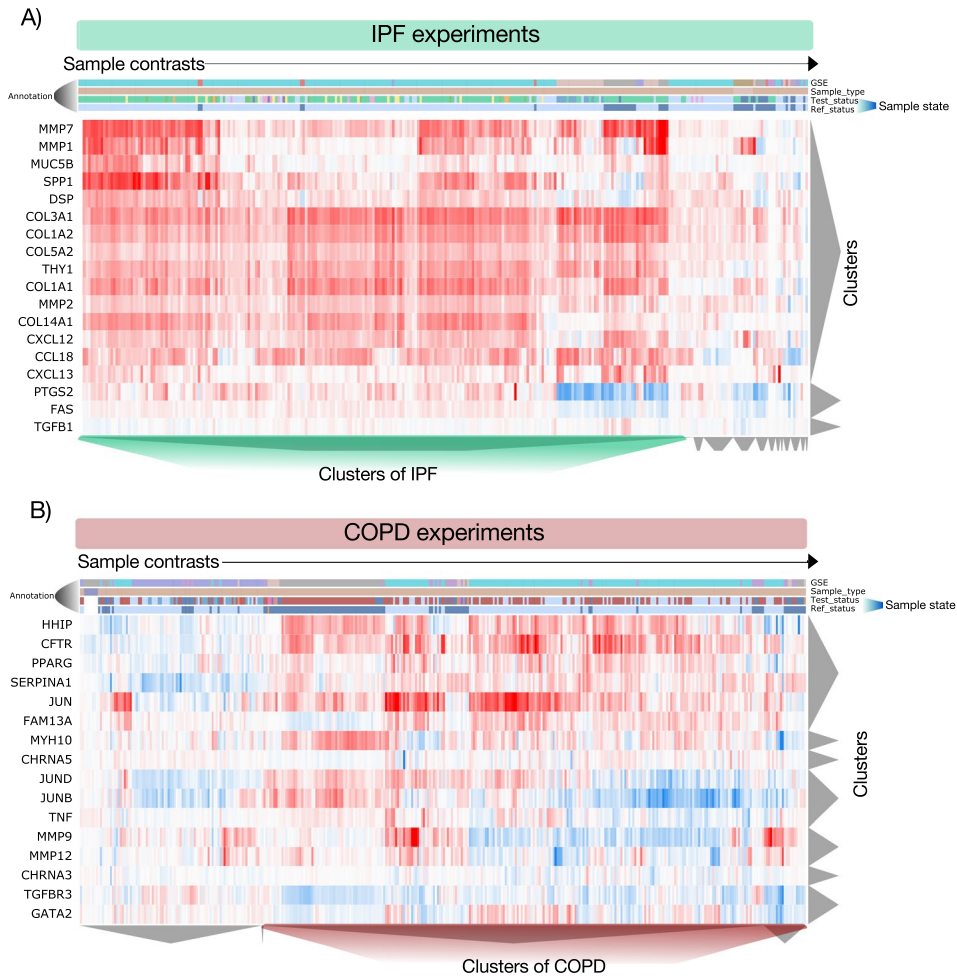 A)
IPF experiments
Sample contrasts
GSE
Sample_type
Annotation
Test_status
Ref_status
Sample state
MMP7
MMP1
MUC5B
SPP1
DSP
COL3A1
COL1A2
COL5A2
THY1
COL1A1
MMP2
COL14A1
CXCL12
CCL18
CXCL13
PTGS2
FAS
TGFB1
Clusters
Clusters of IPF
B)
COPD experiments
Sample contrasts
GSE
Sample_type
Annotation
Test_status
Ref_status
Sample state
HHIP
CFTR
PPARG
SERPINA1
JUN
FAM13A
MYH10
CHRNA5
JUND
JUNB
TNF
MMP9
MMP12
CHRNA3
TGFBR3
GATA2
Clusters
Clusters of COPD